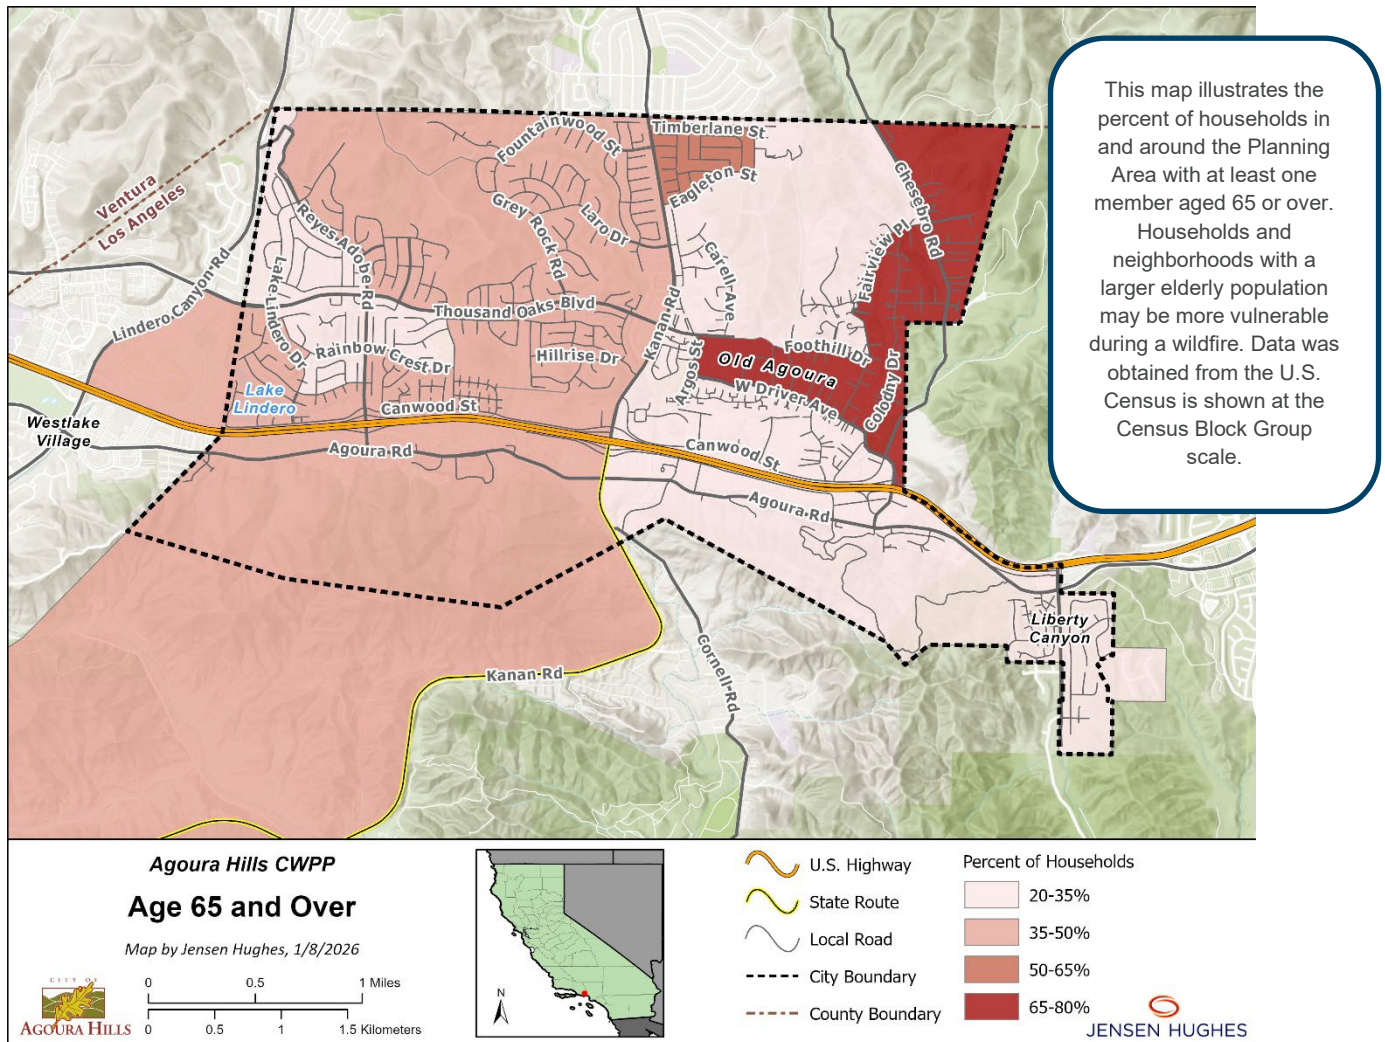 This map illustrates the
percent of households in
and around the Planning
Area with at least one
member aged 65 or over.
Households and
neighborhoods with a
larger elderly population
may be more vulnerable
during a wildfire. Data was
obtained from the U.S.
Census is shown at the
Census Block Group
scale.
Ventura
Los Angeles
Lindero Canyon Rd
Reyes Adobe Rd
Lake Lindero Dr
Fountainwood St
Grey Rock Rd
Laro Dr
Timberlane St
Eagleton St
Chesebro Rd
Fairview Pl
Carell Ave
Kanan Rd
Thousand Oaks Blvd
Rainbow Crest Dr
Hillrise Dr
Argos St
Old Agoura
Foothill Dr
W Driver Ave
Colodny Dr
Lake
Lindero
Canwood St
Westlake
Village
Agoura Rd
Canwood St
Agoura Rd
Liberty
Canyon
Cornell Rd
Kanan Rd
Agoura Hills CWPP
Age 65 and Over
Map by Jensen Hughes, 1/8/2026
CITY OF
AGOURA HILLS
0 0.5 1 Miles
0 0.5 1 1.5 Kilometers
N
U.S. Highway
State Route
Local Road
City Boundary
County Boundary
Percent of Households
20-35%
35-50%
50-65%
65-80%
JENSEN HUGHES